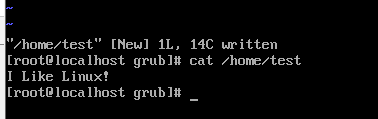 ~
~
"/home/test" [New] 1L, 14C written
[root@localhost grub]# cat /home/test
I Like Linux!
[root@localhost grub]# _